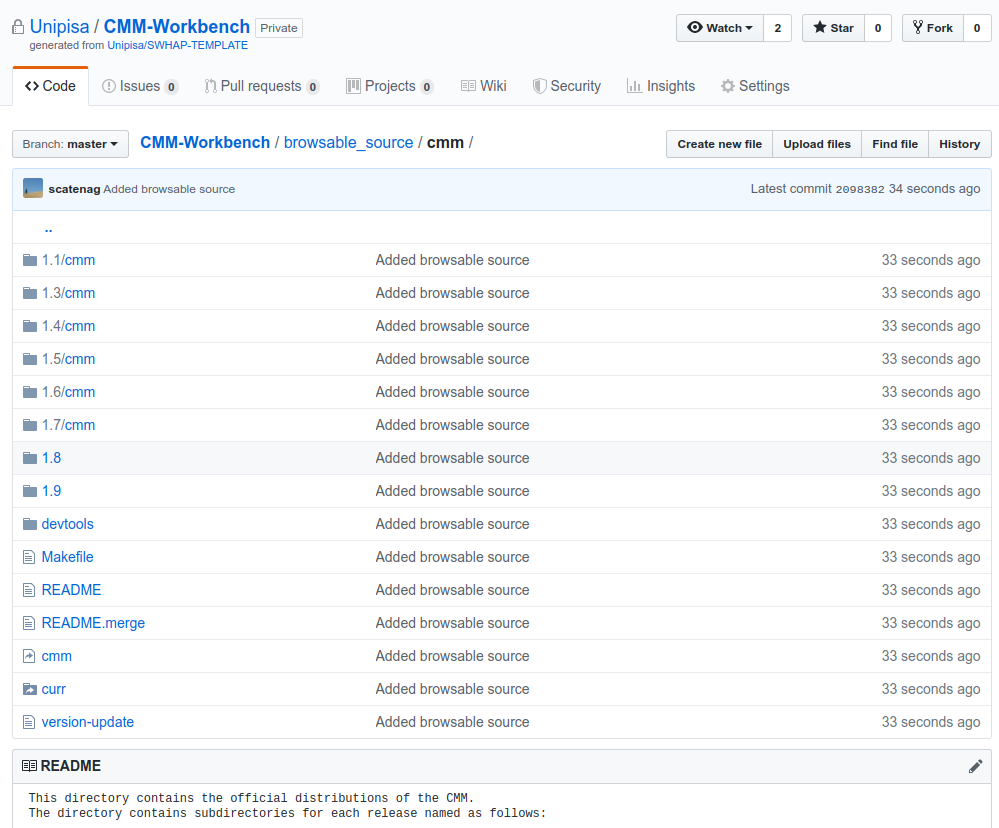 Unipisa / CMM-Workbench Private
generated from Unipisa/SWHAP-TEMPLATE
Watch 2 Star 0 Fork 0
Code Issues 0 Pull requests 0 Projects 0 Wiki Security Insights Settings
Branch: master CMM-Workbench / browsable_source / cmm / Create new file Upload files Find file History
scatenag Added browsable source Latest commit 2098382 34 seconds ago
..
1.1/cmm Added browsable source 33 seconds ago
1.3/cmm Added browsable source 33 seconds ago
1.4/cmm Added browsable source 33 seconds ago
1.5/cmm Added browsable source 33 seconds ago
1.6/cmm Added browsable source 33 seconds ago
1.7/cmm Added browsable source 33 seconds ago
1.8 Added browsable source 33 seconds ago
1.9 Added browsable source 33 seconds ago
devtools Added browsable source 33 seconds ago
Makefile Added browsable source 33 seconds ago
README Added browsable source 33 seconds ago
README.merge Added browsable source 33 seconds ago
cmm Added browsable source 33 seconds ago
curr Added browsable source 33 seconds ago
version-update Added browsable source 33 seconds ago
README
This directory contains the official distributions of the CMM.
The directory contains subdirectories for each release named as follows: